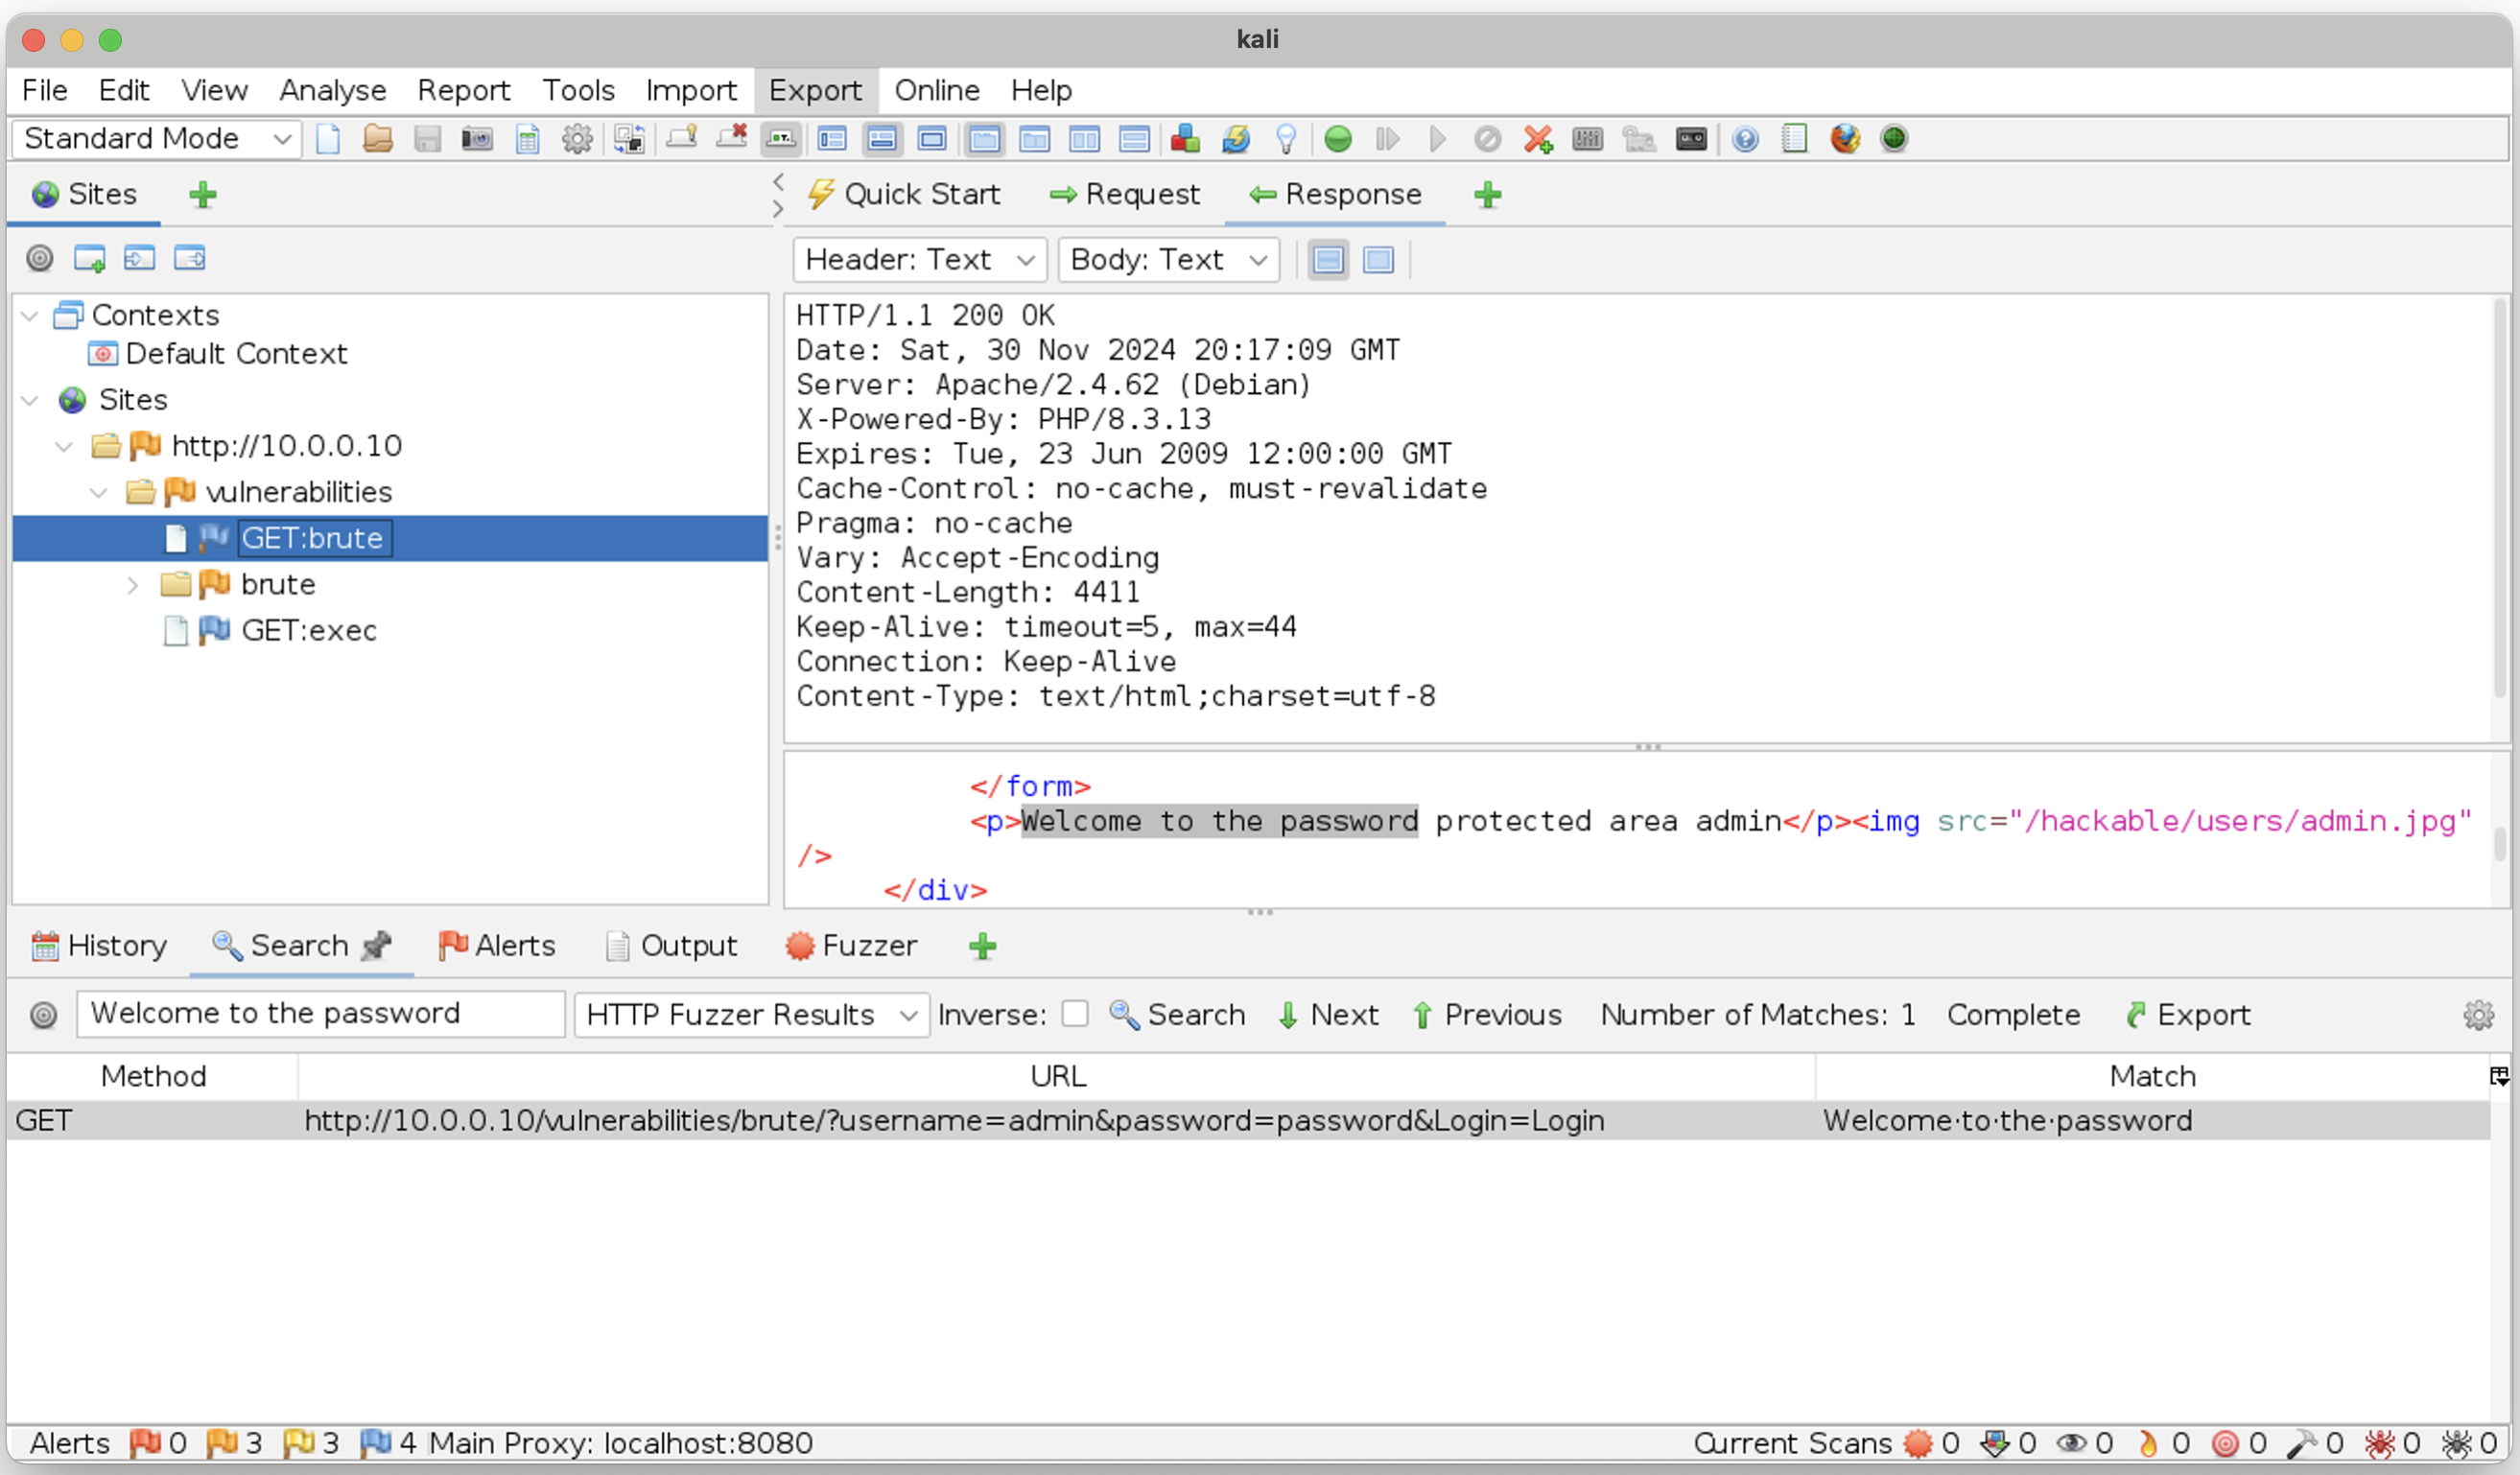 kali
File Edit View Analyse Report Tools Import Export Online Help
Standard Mode
Sites
Quick Start Request Response
Header: Text Body: Text
Contexts
Default Context
Sites
http://10.0.0.10
vulnerabilities
GET:brute
brute
GET:exec
HTTP/1.1 200 OK
Date: Sat, 30 Nov 2024 20:17:09 GMT
Server: Apache/2.4.62 (Debian)
X-Powered-By: PHP/8.3.13
Expires: Tue, 23 Jun 2009 12:00:00 GMT
Cache-Control: no-cache, must-revalidate
Pragma: no-cache
Vary: Accept-Encoding
Content-Length: 4411
Keep-Alive: timeout=5, max=44
Connection: Keep-Alive
Content-Type: text/html;charset=utf-8
</form>
<p>Welcome to the password protected area admin</p><img src="/hackable/users/admin.jpg"
/>
</div>
History Search Alerts Output Fuzzer
Welcome to the password HTTP Fuzzer Results Inverse: Search Next Previous Number of Matches: 1 Complete Export
Method URL Match
GET http://10.0.0.10/vulnerabilities/brute/?username=admin&password=password&Login=Login Welcome·to·the·password
Alerts 0 3 3 4 Main Proxy: localhost:8080 Current Scans 0 0 0 0 0 0 0 0